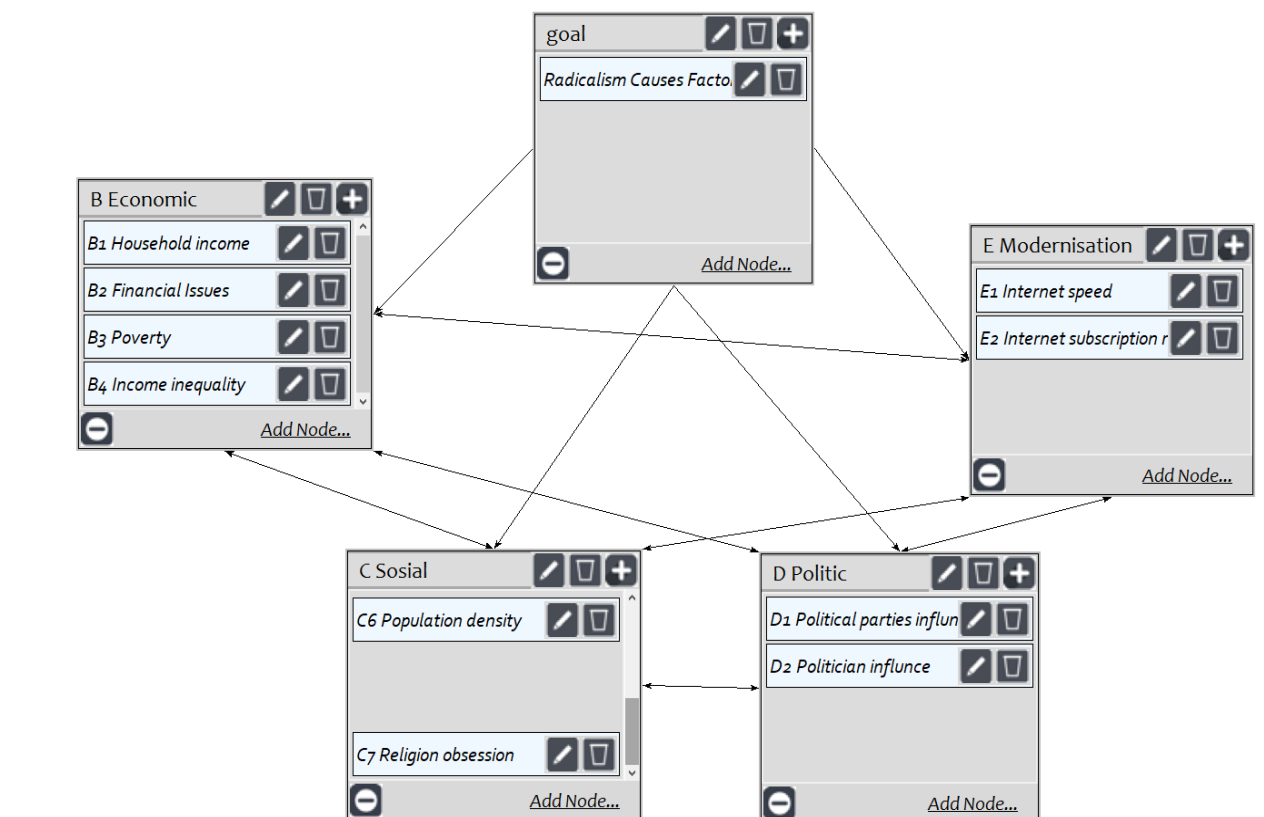 goal
Radicalism Causes Facto
Add Node...
B Economic
B1 Household income
B2 Financial Issues
B3 Poverty
B4 Income inequality
Add Node...
E Modernisation
E1 Internet speed
E2 Internet subscription r
Add Node...
C Sosial
C6 Population density
C7 Religion obsession
Add Node...
D Politic
D1 Political parties influn
D2 Politician influnce
Add Node...